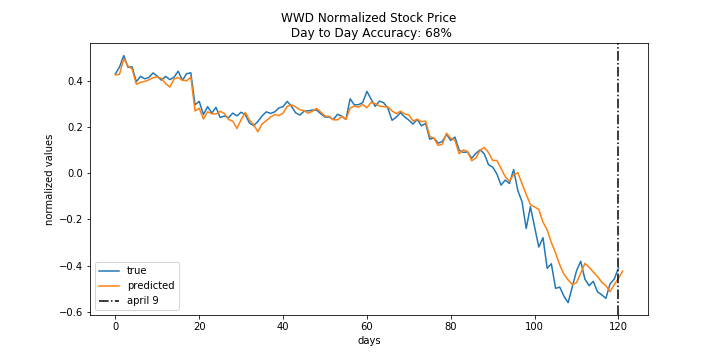 WWD Normalized Stock Price
Day to Day Accuracy: 68%
normalized values
0.4
0.2
0.0
−0.2
−0.4
−0.6
true
predicted
april 9
0 20 40 60 80 100 120
days